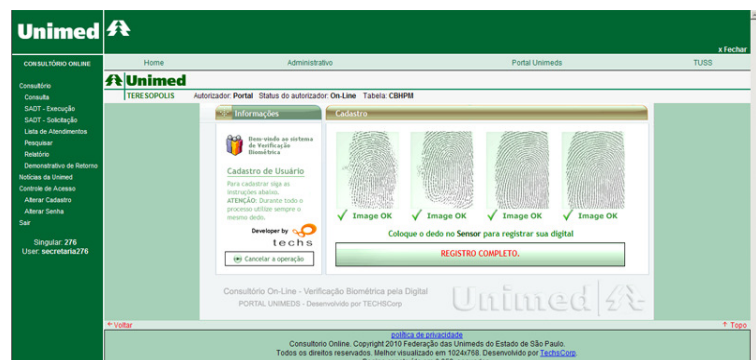 Unimed
x Fechar
CONSULTÓRIO ONLINE
Home Administrativo Portal Unimeds TUSS
Unimed
TERESOPOLIS Autorizador: Portal Status do autorizador: On-Line Tabela: CBHPM
Consultório
Consulta
SADT - Execução
SADT - Solicitação
Lista de Atendimentos
Pesquisar
Relatório
Demonstrativo de Retorno
Notícias da Unimed
Controle de Acesso
Alterar Cadastro
Alterar Senha
Sair
Singular: 276
User: secretaria276
Informações
Bem-vindo ao sistema
de Verificação
Biométrica
Cadastro de Usuário
Para cadastrar siga as
instruções abaixo.
ATENÇÃO: Durante todo o
processo utilize sempre o
mesmo dedo.
Developer by
techs
Cancelar a operação
Cadastro
Image OK Image OK Image OK Image OK
Coloque o dedo no Sensor para registrar sua digital
REGISTRO COMPLETO.
Consultório On-Line - Verificação Biométrica pela Digital
PORTAL UNIMEDS - Desenvolvido por TECHSCorp
Unimed
Voltar
Topo
política de privacidade
Consultorio Online. Copyright 2010 Federação das Unimeds do Estado de São Paulo.
Todos os direitos reservados. Melhor visualizado em 1024x768. Desenvolvido por TechsCorp.